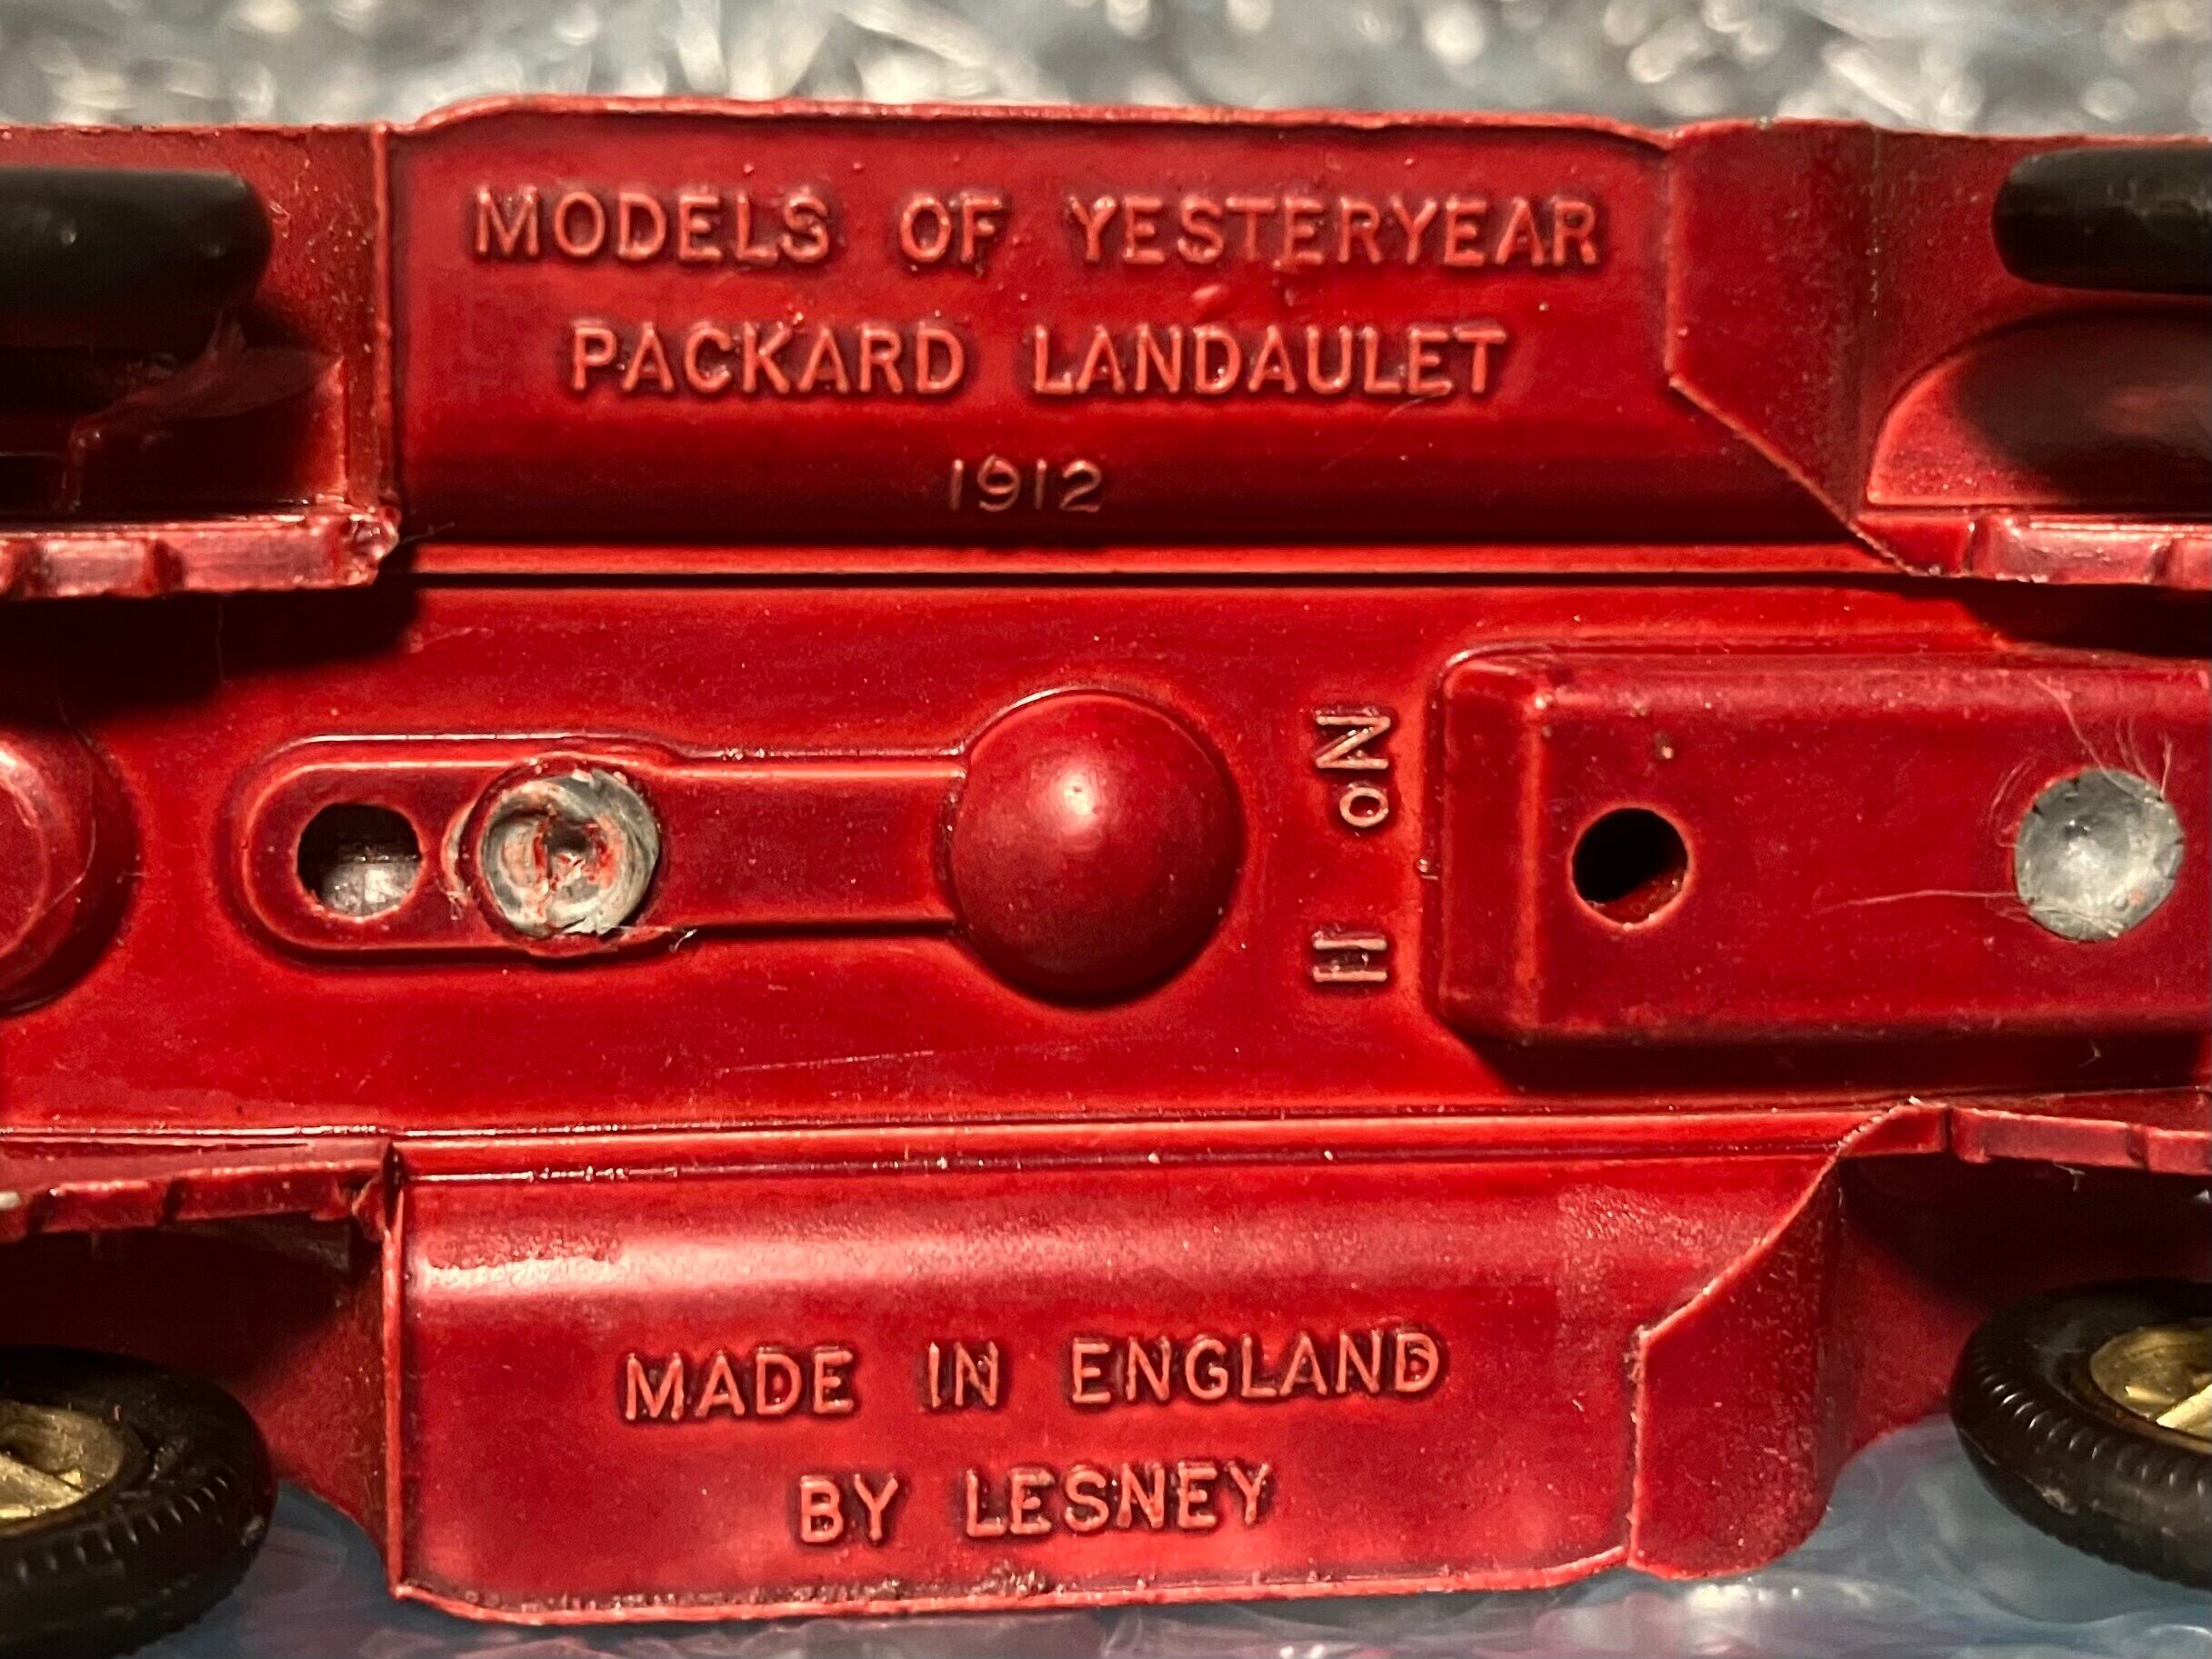 MODELS OF YESTERYEAR
PACKARD LANDAULET
1912
No 11
MADE IN ENGLAND
BY LESNEY